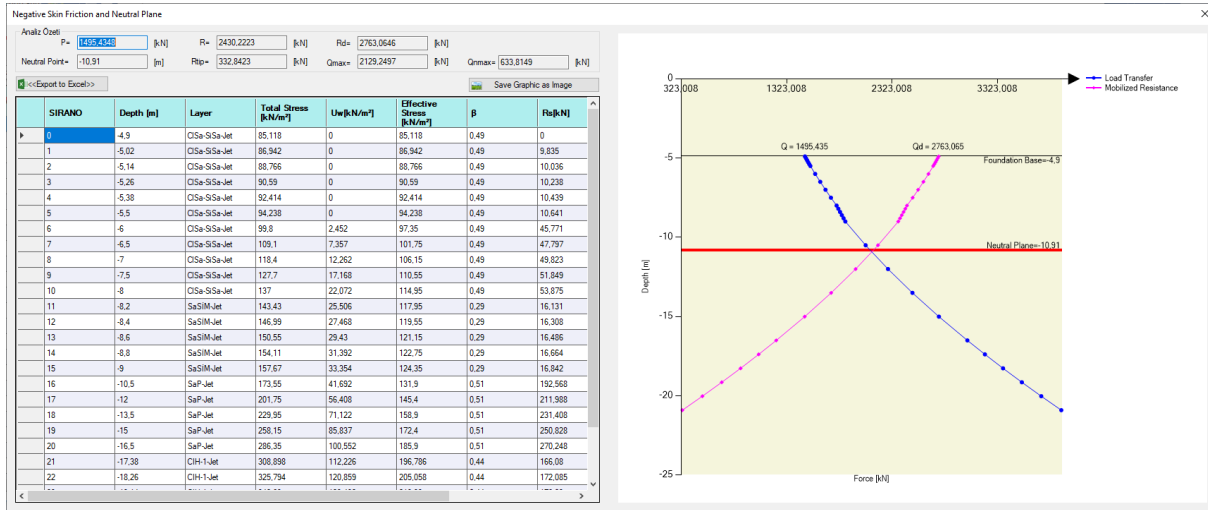 Negative Skin Friction and Neutral Plane
Analiz Özeti
P= 1495,4348 [kN] R= 2430,2223 [kN] Rd= 2763,0646 [kN]
Neutral Point= -10,91 [m] Rtip= 332,8423 [kN] Qmax= 2129,2497 [kN] Qnmax= 633,8149 [kN]
<<Export to Excel>> Save Graphic as Image
SIRANO Depth [m] Layer Total Stress [kN/m²] Uw[kN/m²] Effective Stress [kN/m²] β Rs[kN]
0 -4,9 ClSa-SiSa-Jet 85,118 0 85,118 0,49 0
1 -5,02 ClSa-SiSa-Jet 86,942 0 86,942 0,49 9,835
2 -5,14 ClSa-SiSa-Jet 88,766 0 88,766 0,49 10,036
3 -5,26 ClSa-SiSa-Jet 90,59 0 90,59 0,49 10,238
4 -5,38 ClSa-SiSa-Jet 92,414 0 92,414 0,49 10,439
5 -5,5 ClSa-SiSa-Jet 94,238 0 94,238 0,49 10,641
6 -6 ClSa-SiSa-Jet 99,8 2,452 97,35 0,49 45,771
7 -6,5 ClSa-SiSa-Jet 109,1 7,357 101,75 0,49 47,797
8 -7 ClSa-SiSa-Jet 118,4 12,262 106,15 0,49 49,823
9 -7,5 ClSa-SiSa-Jet 127,7 17,168 110,55 0,49 51,849
10 -8 ClSa-SiSa-Jet 137 22,072 114,95 0,49 53,875
11 -8,2 SaSiM-Jet 143,43 25,506 117,95 0,29 16,131
12 -8,4 SaSiM-Jet 146,99 27,468 119,55 0,29 16,308
13 -8,6 SaSiM-Jet 150,55 29,43 121,15 0,29 16,486
14 -8,8 SaSiM-Jet 154,11 31,392 122,75 0,29 16,664
15 -9 SaSiM-Jet 157,67 33,354 124,35 0,29 16,842
16 -10,5 SaP-Jet 173,55 41,692 131,9 0,51 192,568
17 -12 SaP-Jet 201,75 56,408 145,4 0,51 211,988
18 -13,5 SaP-Jet 229,95 71,122 158,9 0,51 231,408
19 -15 SaP-Jet 258,15 85,837 172,4 0,51 250,828
20 -16,5 SaP-Jet 286,35 100,552 185,9 0,51 270,248
21 -17,38 ClH-1-Jet 308,898 112,226 196,786 0,44 166,08
22 -18,26 ClH-1-Jet 325,794 120,859 205,058 0,44 172,085
0
323,008 1323,008 2323,008 3323,008
Load Transfer
Mobilized Resistance
Q = 1495,435 Qd = 2763,065
-5
Foundation Base=-4,9
-10
Neutral Plane=-10,91
Depth [m]
-15
-20
-25
Force [kN]